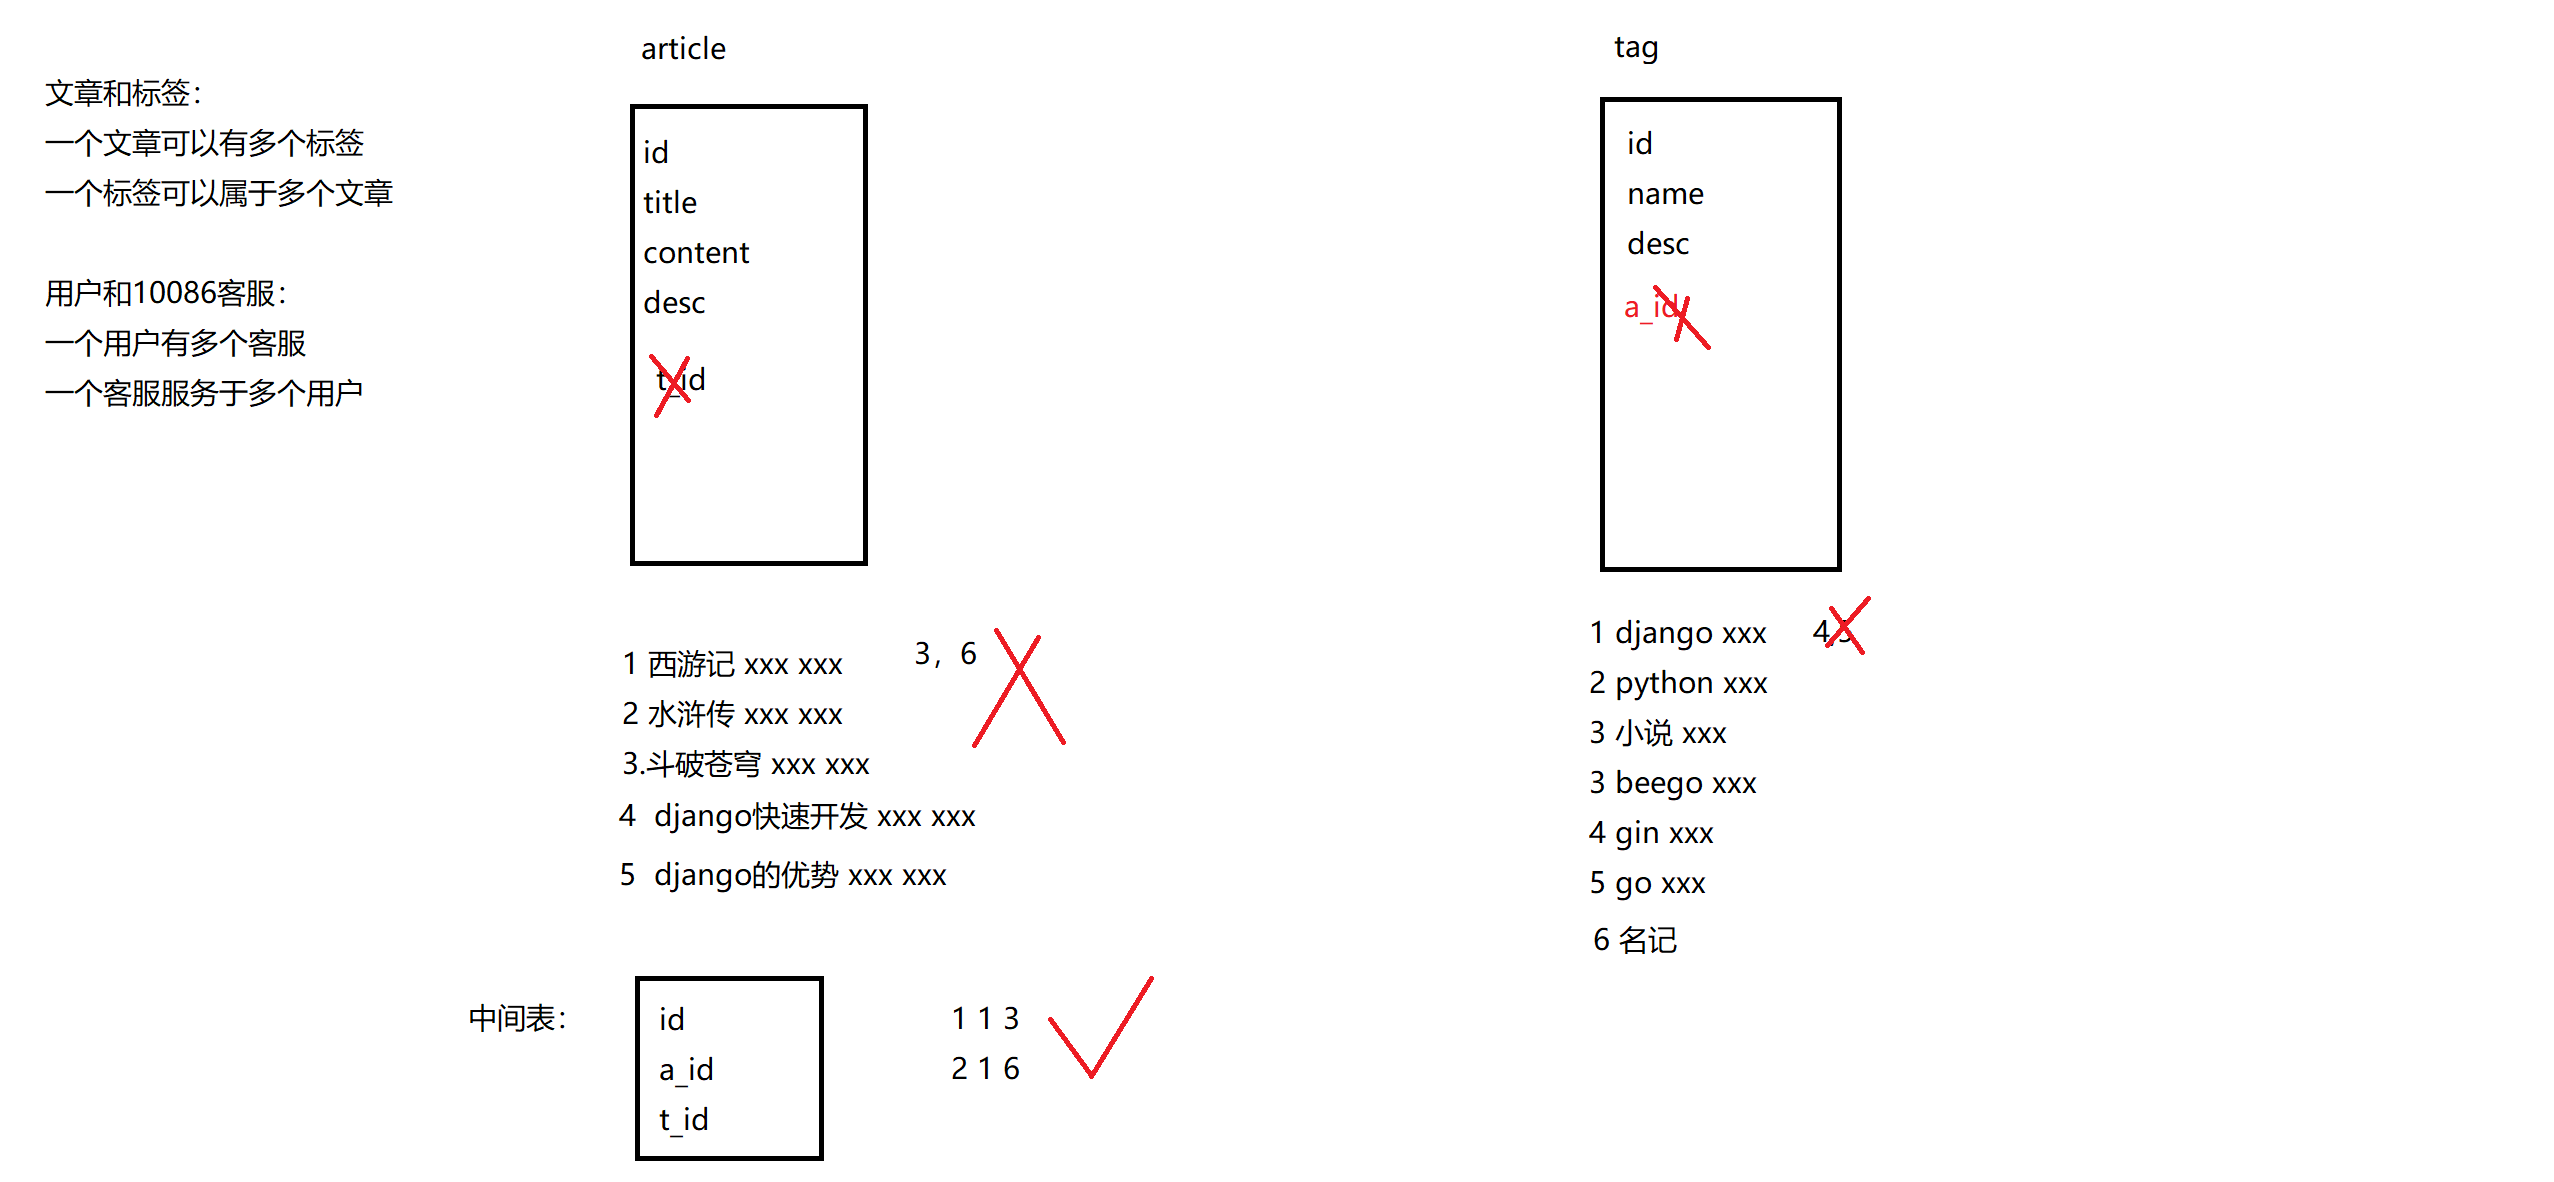 article
tag
文章和标签：
一个文章可以有多个标签
一个标签可以属于多个文章
用户和10086客服：
一个用户有多个客服
一个客服服务于多个用户
id
title
content
desc
t_id
id
name
desc
a_id
1 西游记 xxx xxx
3，6
2 水浒传 xxx xxx
3.斗破苍穹 xxx xxx
4 django快速开发 xxx xxx
5 django的优势 xxx xxx
1 django xxx
4,5
2 python xxx
3 小说 xxx
3 beego xxx
4 gin xxx
5 go xxx
6 名记
中间表：
id
a_id
t_id
1 1 3
2 1 6